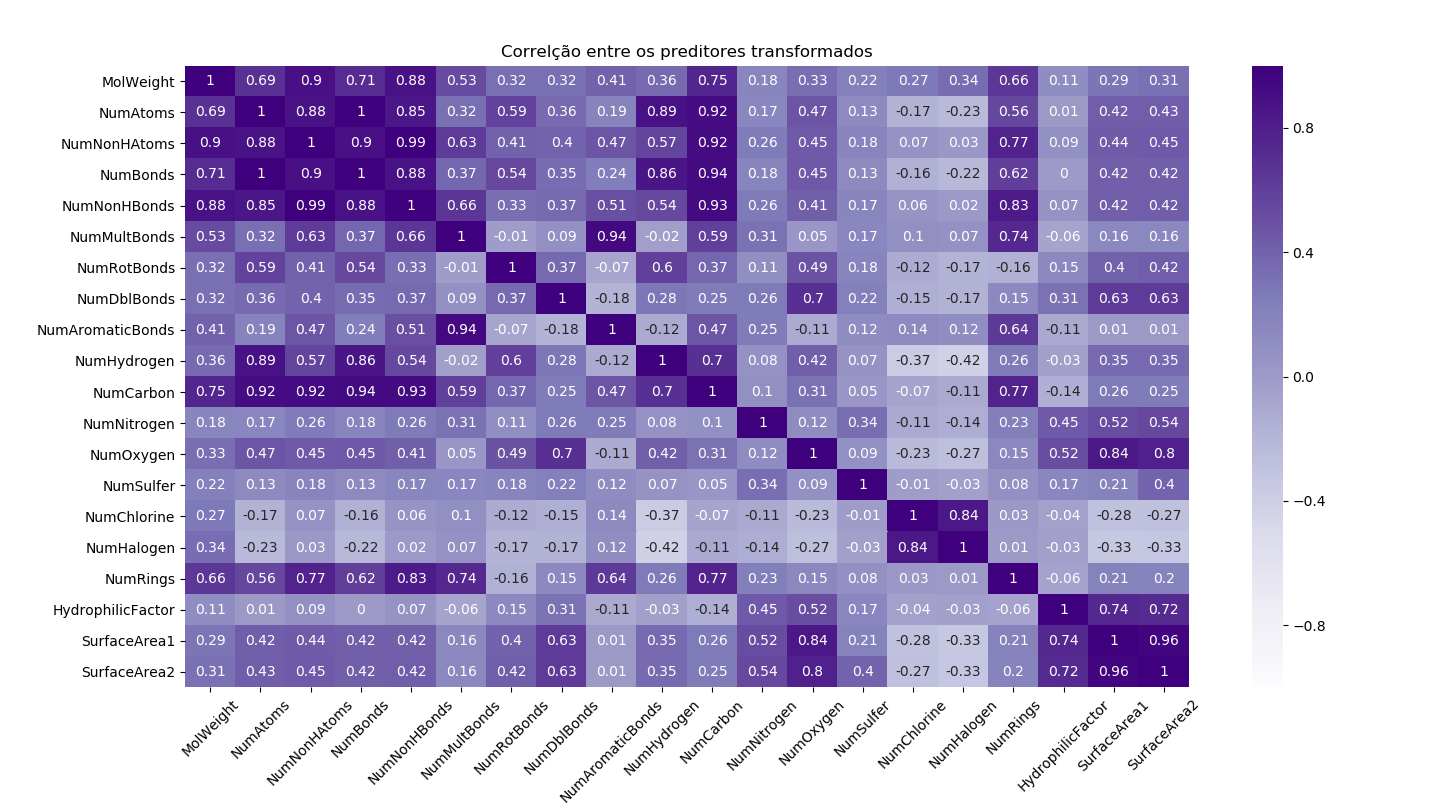 Correlção entre os preditores transformados
MolWeight 1 0.69 0.9 0.71 0.88 0.53 0.32 0.32 0.41 0.36 0.75 0.18 0.33 0.22 0.27 0.34 0.66 0.11 0.29 0.31
NumAtoms 0.69 1 0.88 1 0.85 0.32 0.59 0.36 0.19 0.89 0.92 0.17 0.47 0.13 -0.17 -0.23 0.56 0.01 0.42 0.43
NumNonHAtoms 0.9 0.88 1 0.9 0.99 0.63 0.41 0.4 0.47 0.57 0.92 0.26 0.45 0.18 0.07 0.03 0.77 0.09 0.44 0.45
NumBonds 0.71 1 0.9 1 0.88 0.37 0.54 0.35 0.24 0.86 0.94 0.18 0.45 0.13 -0.16 -0.22 0.62 0 0.42 0.42
NumNonHBonds 0.88 0.85 0.99 0.88 1 0.66 0.33 0.37 0.51 0.54 0.93 0.26 0.41 0.17 0.06 0.02 0.83 0.07 0.42 0.42
NumMultBonds 0.53 0.32 0.63 0.37 0.66 1 -0.01 0.09 0.94 -0.02 0.59 0.31 0.05 0.17 0.1 0.07 0.74 -0.06 0.16 0.16
NumRotBonds 0.32 0.59 0.41 0.54 0.33 -0.01 1 0.37 -0.07 0.6 0.37 0.11 0.49 0.18 -0.12 -0.17 -0.16 0.15 0.4 0.42
NumDblBonds 0.32 0.36 0.4 0.35 0.37 0.09 0.37 1 -0.18 0.28 0.25 0.26 0.7 0.22 -0.15 -0.17 0.15 0.31 0.63 0.63
NumAromaticBonds 0.41 0.19 0.47 0.24 0.51 0.94 -0.07 -0.18 1 -0.12 0.47 0.25 -0.11 0.12 0.14 0.12 0.64 -0.11 0.01 0.01
NumHydrogen 0.36 0.89 0.57 0.86 0.54 -0.02 0.6 0.28 -0.12 1 0.7 0.08 0.42 0.07 -0.37 -0.42 0.26 -0.03 0.35 0.35
NumCarbon 0.75 0.92 0.92 0.94 0.93 0.59 0.37 0.25 0.47 0.7 1 0.1 0.31 0.05 -0.07 -0.11 0.77 -0.14 0.26 0.25
NumNitrogen 0.18 0.17 0.26 0.18 0.26 0.31 0.11 0.26 0.25 0.08 0.1 1 0.12 0.34 -0.11 -0.14 0.23 0.45 0.52 0.54
NumOxygen 0.33 0.47 0.45 0.45 0.41 0.05 0.49 0.7 -0.11 0.42 0.31 0.12 1 0.09 -0.23 -0.27 0.15 0.52 0.84 0.8
NumSulfer 0.22 0.13 0.18 0.13 0.17 0.17 0.18 0.22 0.12 0.07 0.05 0.34 0.09 1 -0.01 -0.03 0.08 0.17 0.21 0.4
NumChlorine 0.27 -0.17 0.07 -0.16 0.06 0.1 -0.12 -0.15 0.14 -0.37 -0.07 -0.11 -0.23 -0.01 1 0.84 0.03 -0.04 -0.28 -0.27
NumHalogen 0.34 -0.23 0.03 -0.22 0.02 0.07 -0.17 -0.17 0.12 -0.42 -0.11 -0.14 -0.27 -0.03 0.84 1 0.01 -0.03 -0.33 -0.33
NumRings 0.66 0.56 0.77 0.62 0.83 0.74 -0.16 0.15 0.64 0.26 0.77 0.23 0.15 0.08 0.03 0.01 1 -0.06 0.21 0.2
HydrophilicFactor 0.11 0.01 0.09 0 0.07 -0.06 0.15 0.31 -0.11 -0.03 -0.14 0.45 0.52 0.17 -0.04 -0.03 -0.06 1 0.74 0.72
SurfaceArea1 0.29 0.42 0.44 0.42 0.42 0.16 0.4 0.63 0.01 0.35 0.26 0.52 0.84 0.21 -0.28 -0.33 0.21 0.74 1 0.96
SurfaceArea2 0.31 0.43 0.45 0.42 0.42 0.16 0.42 0.63 0.01 0.35 0.25 0.54 0.8 0.4 -0.27 -0.33 0.2 0.72 0.96 1
MolWeight NumAtoms NumNonHAtoms NumBonds NumNonHBonds NumMultBonds NumRotBonds NumDblBonds NumAromaticBonds NumHydrogen NumCarbon NumNitrogen NumOxygen NumSulfer NumChlorine NumHalogen NumRings HydrophilicFactor SurfaceArea1 SurfaceArea2
0.8
0.4
0.0
−0.4
−0.8